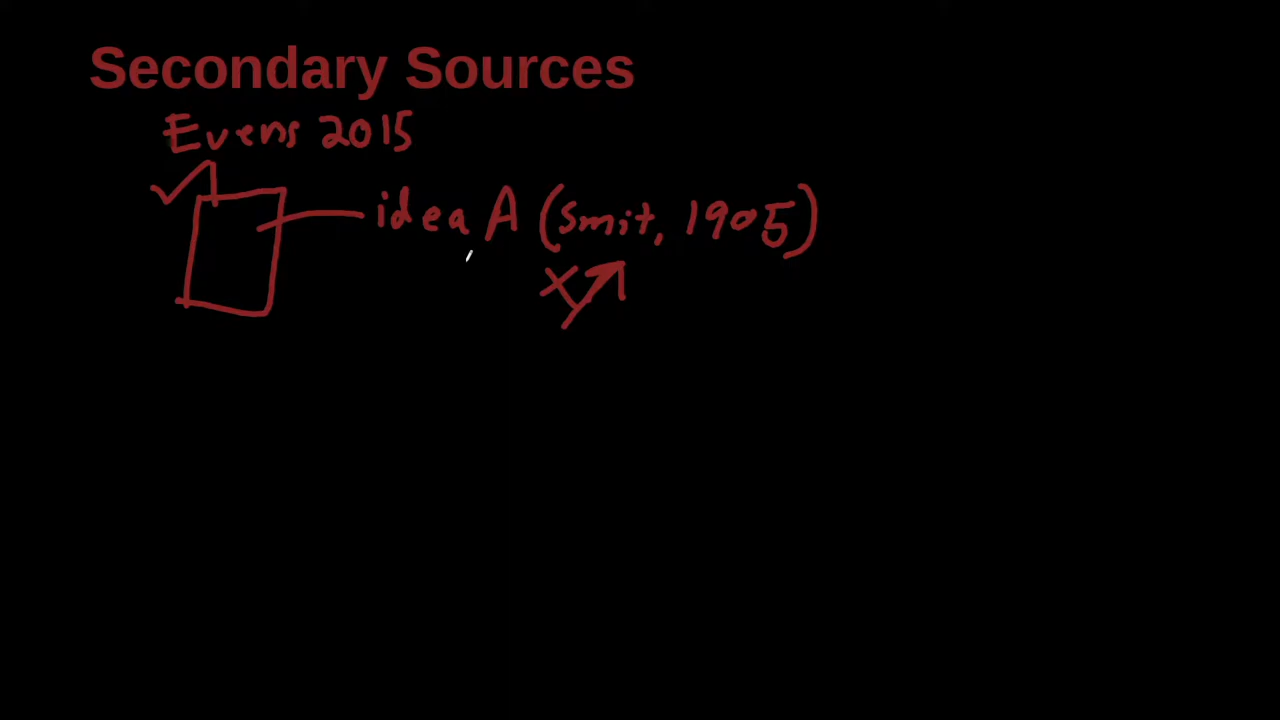 Secondary Sources
Evens 2015
idea A (Smit, 1905)
X